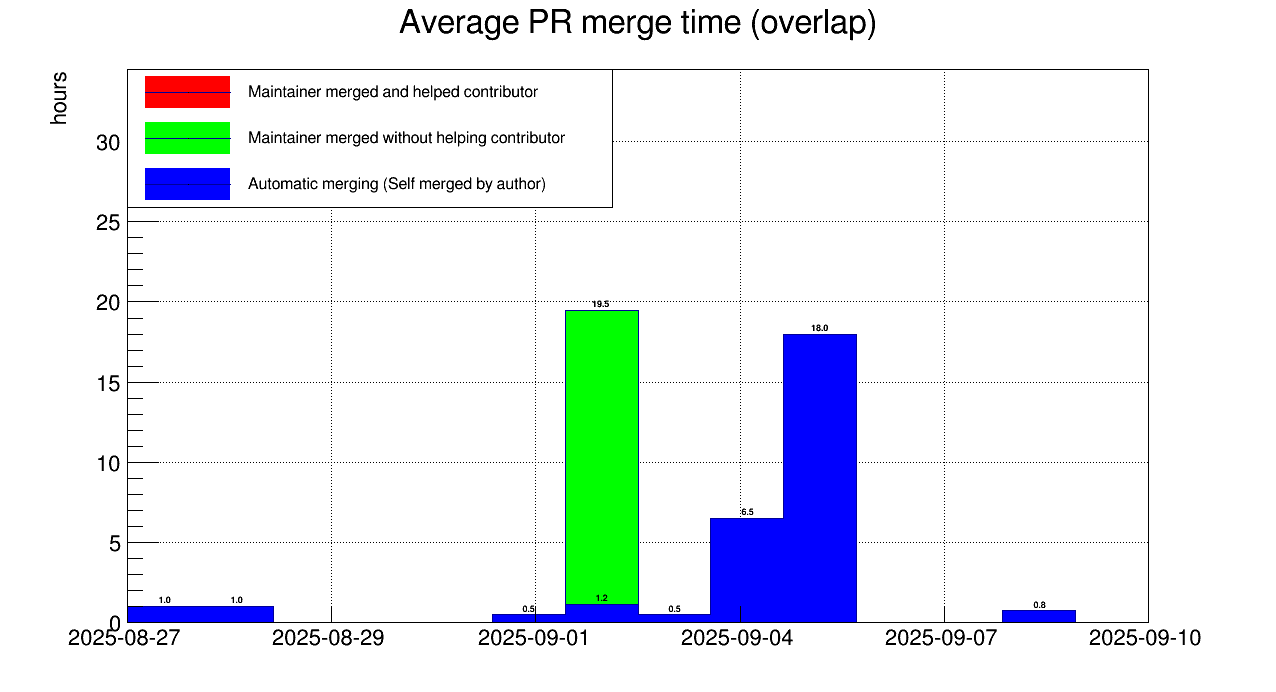 Average PR merge time (overlap)
hours
Maintainer merged and helped contributor
Maintainer merged without helping contributor
Automatic merging (Self merged by author)
30
25
20
15
10
5
0
19.5
18.0
6.5
1.0 1.0 0.5 1.2 0.5 0.8
2025-08-27 2025-08-29 2025-09-01 2025-09-04 2025-09-07 2025-09-10